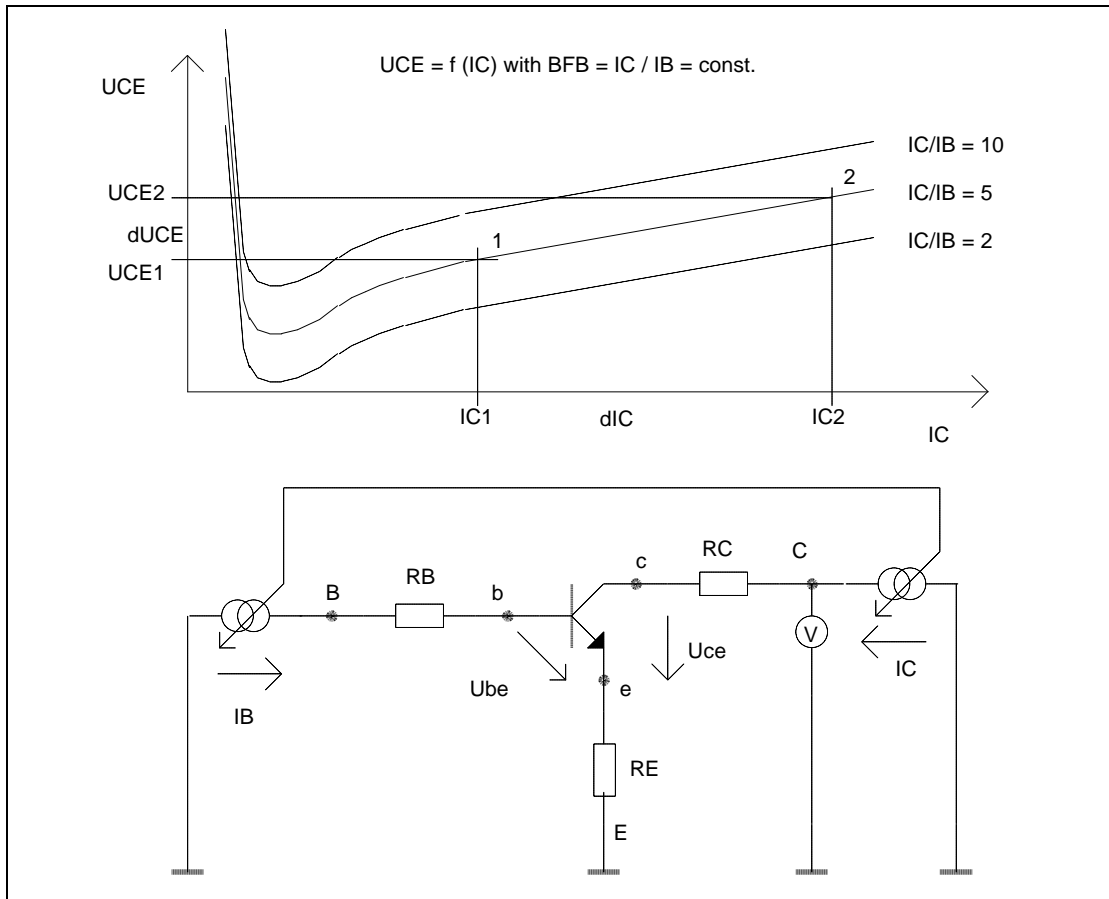 UCE = f (IC) with BFB = IC / IB = const.
UCE
IC/IB = 10
2
UCE2
IC/IB = 5
dUCE
1
IC/IB = 2
UCE1
IC1
dIC
IC2
IC
RC
C
c
RB
B
b
V
Uce
IC
Ube
e
IB
RE
E